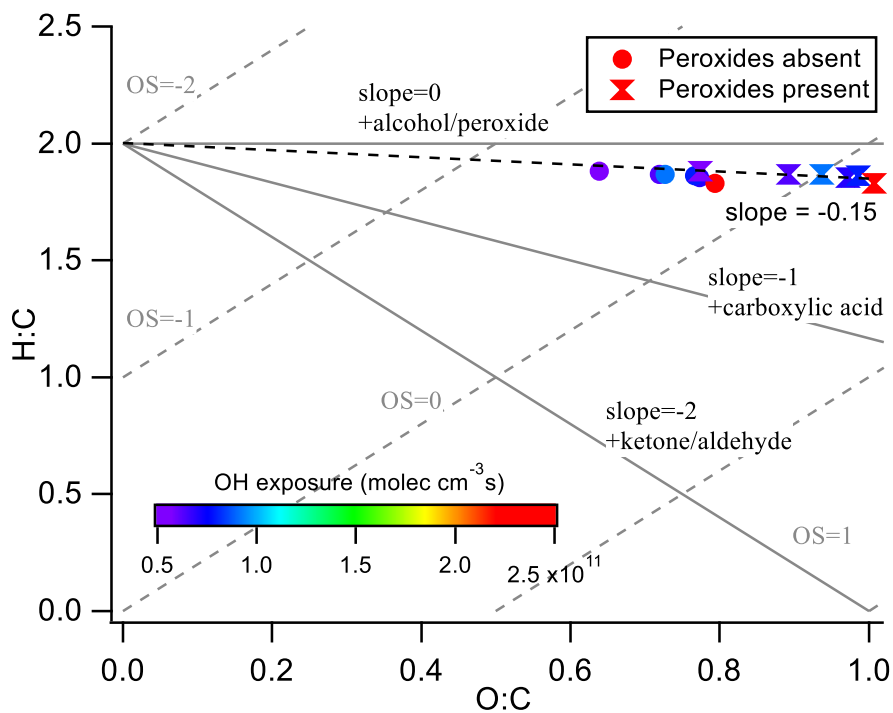 2.5
2.0
1.5
1.0
0.5
0.0
H:C
OS=-2
slope=0
+alcohol/peroxide
Peroxides absent
Peroxides present
slope = -0.15
OS=-1
slope=-1
+carboxylic acid
OS=0
slope=-2
+ketone/aldehyde
OH exposure (molec cm⁻³s)
0.5 1.0 1.5 2.0 2.5 x10¹¹
OS=1
0.0 0.2 0.4 0.6 0.8 1.0
O:C